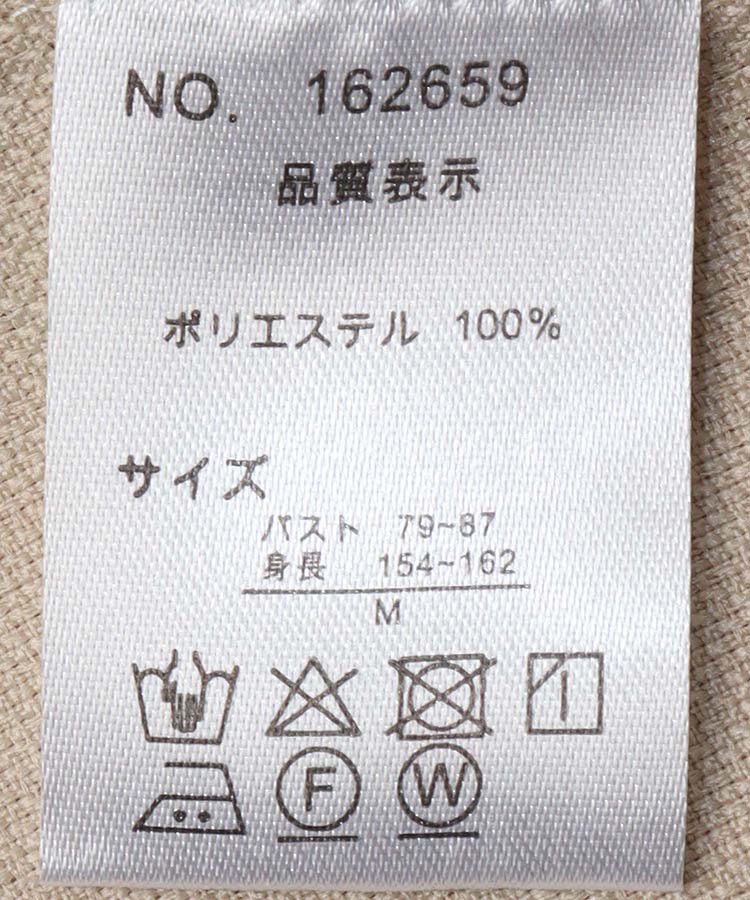 NO. 162659
品質表示
ポリエステル 100%
サイズ
バスト 79~87
身長 154~162
M
F W